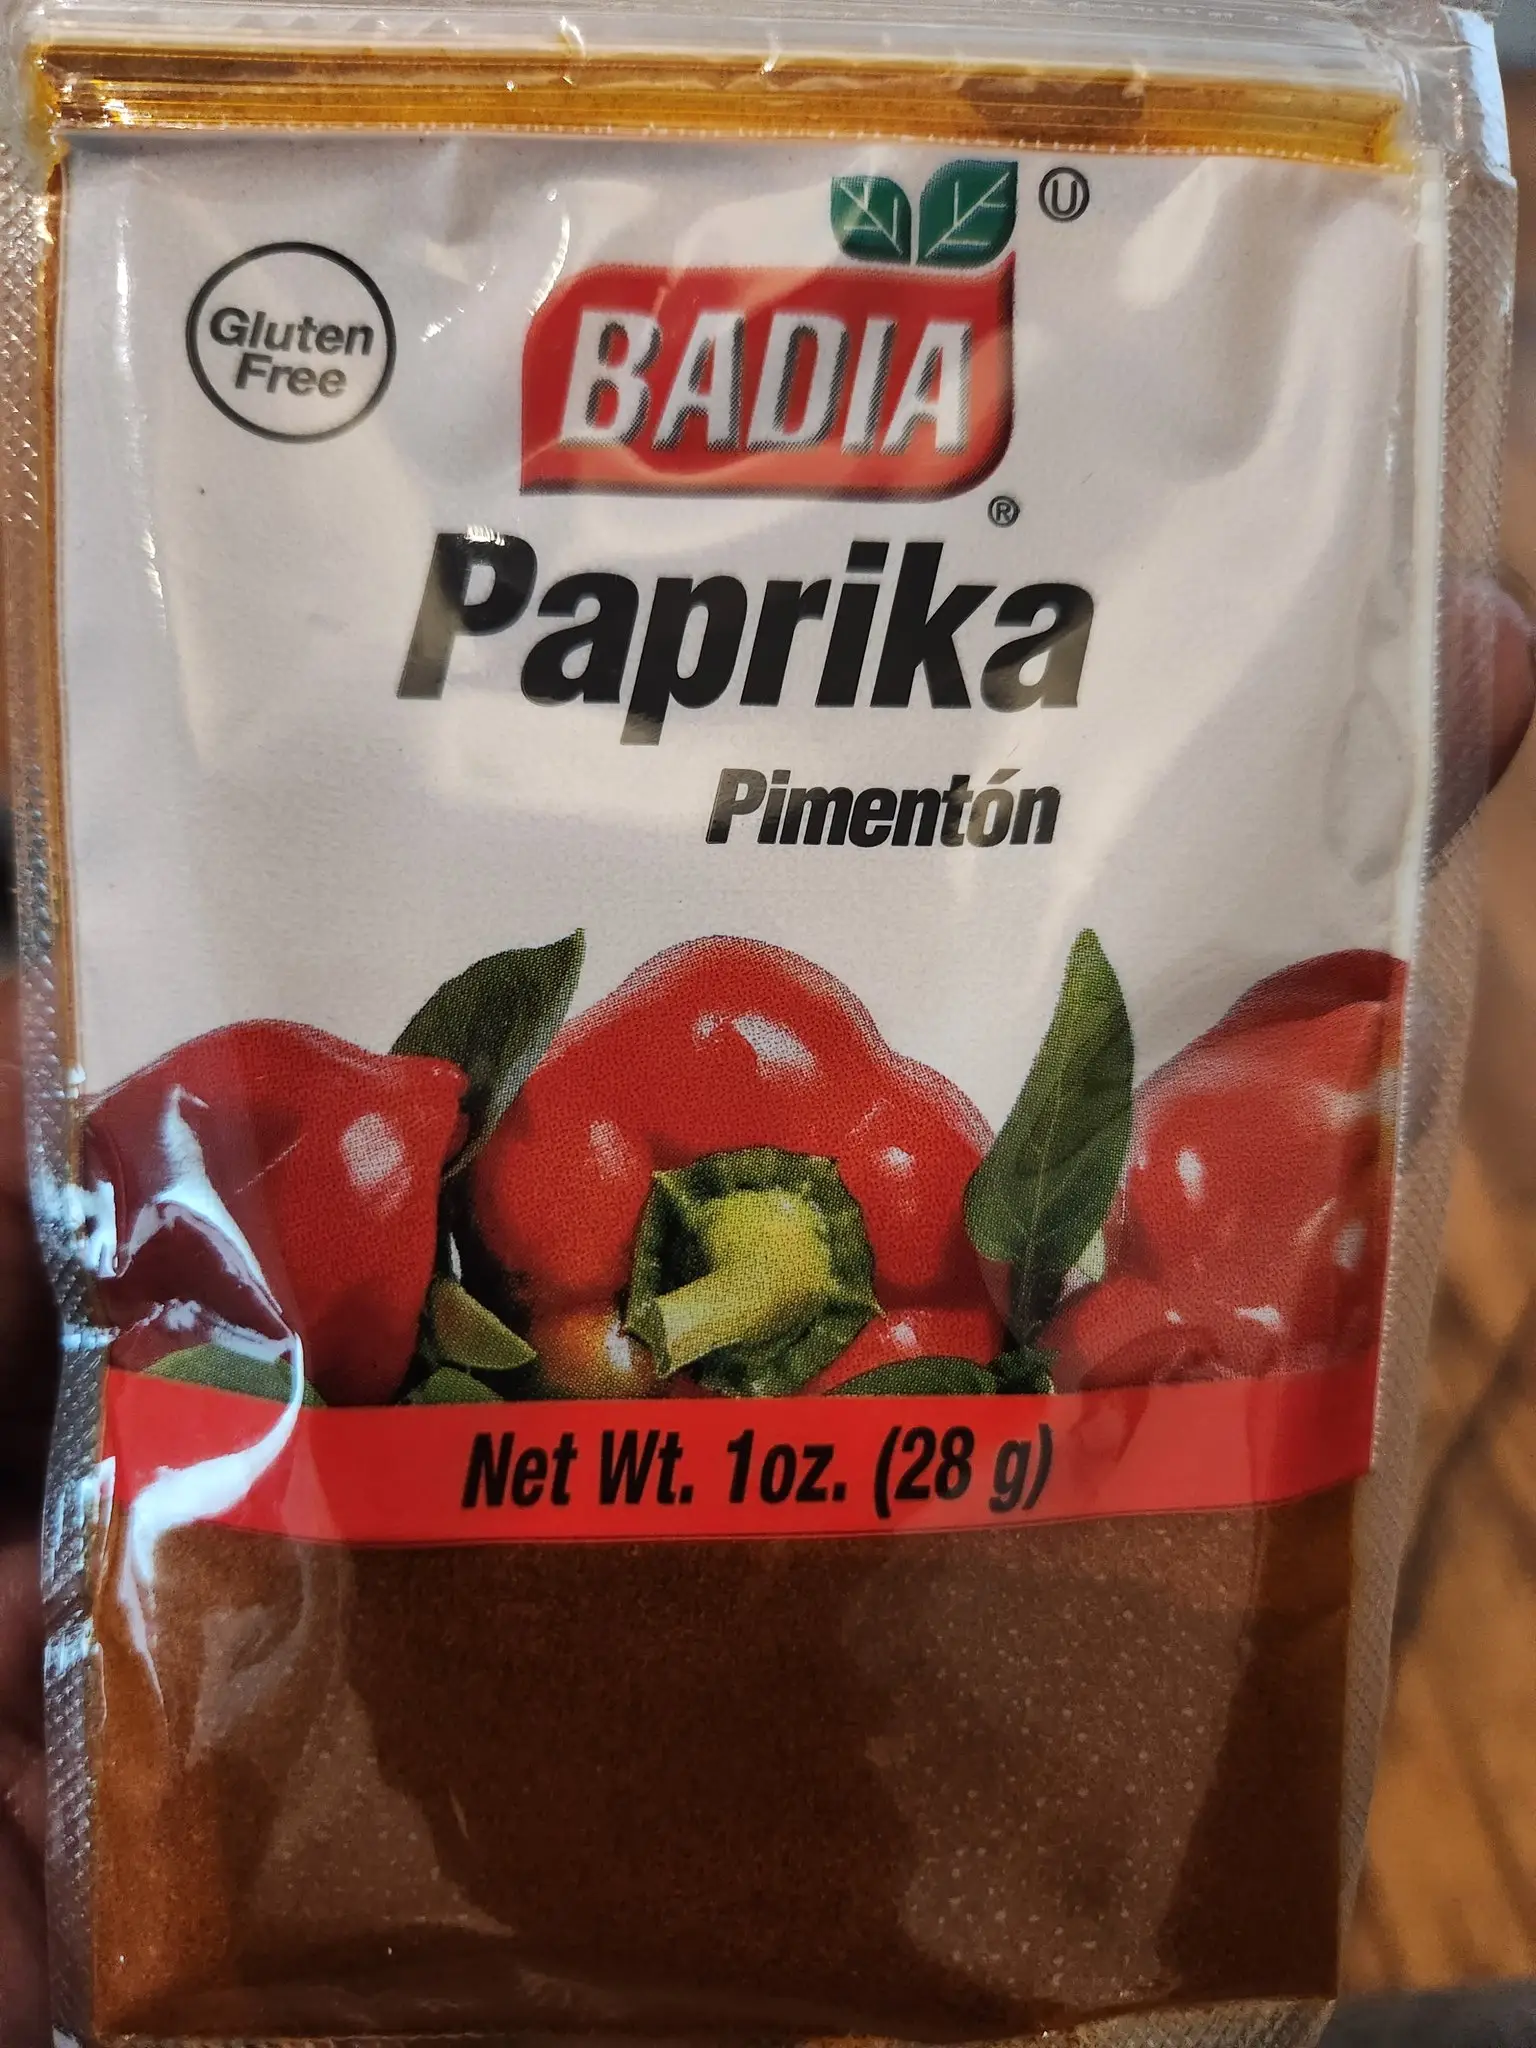 Gluten
Free
BADIA
Ⓤ
®
Paprika
Pimentón
Net Wt. 1oz. (28 g)